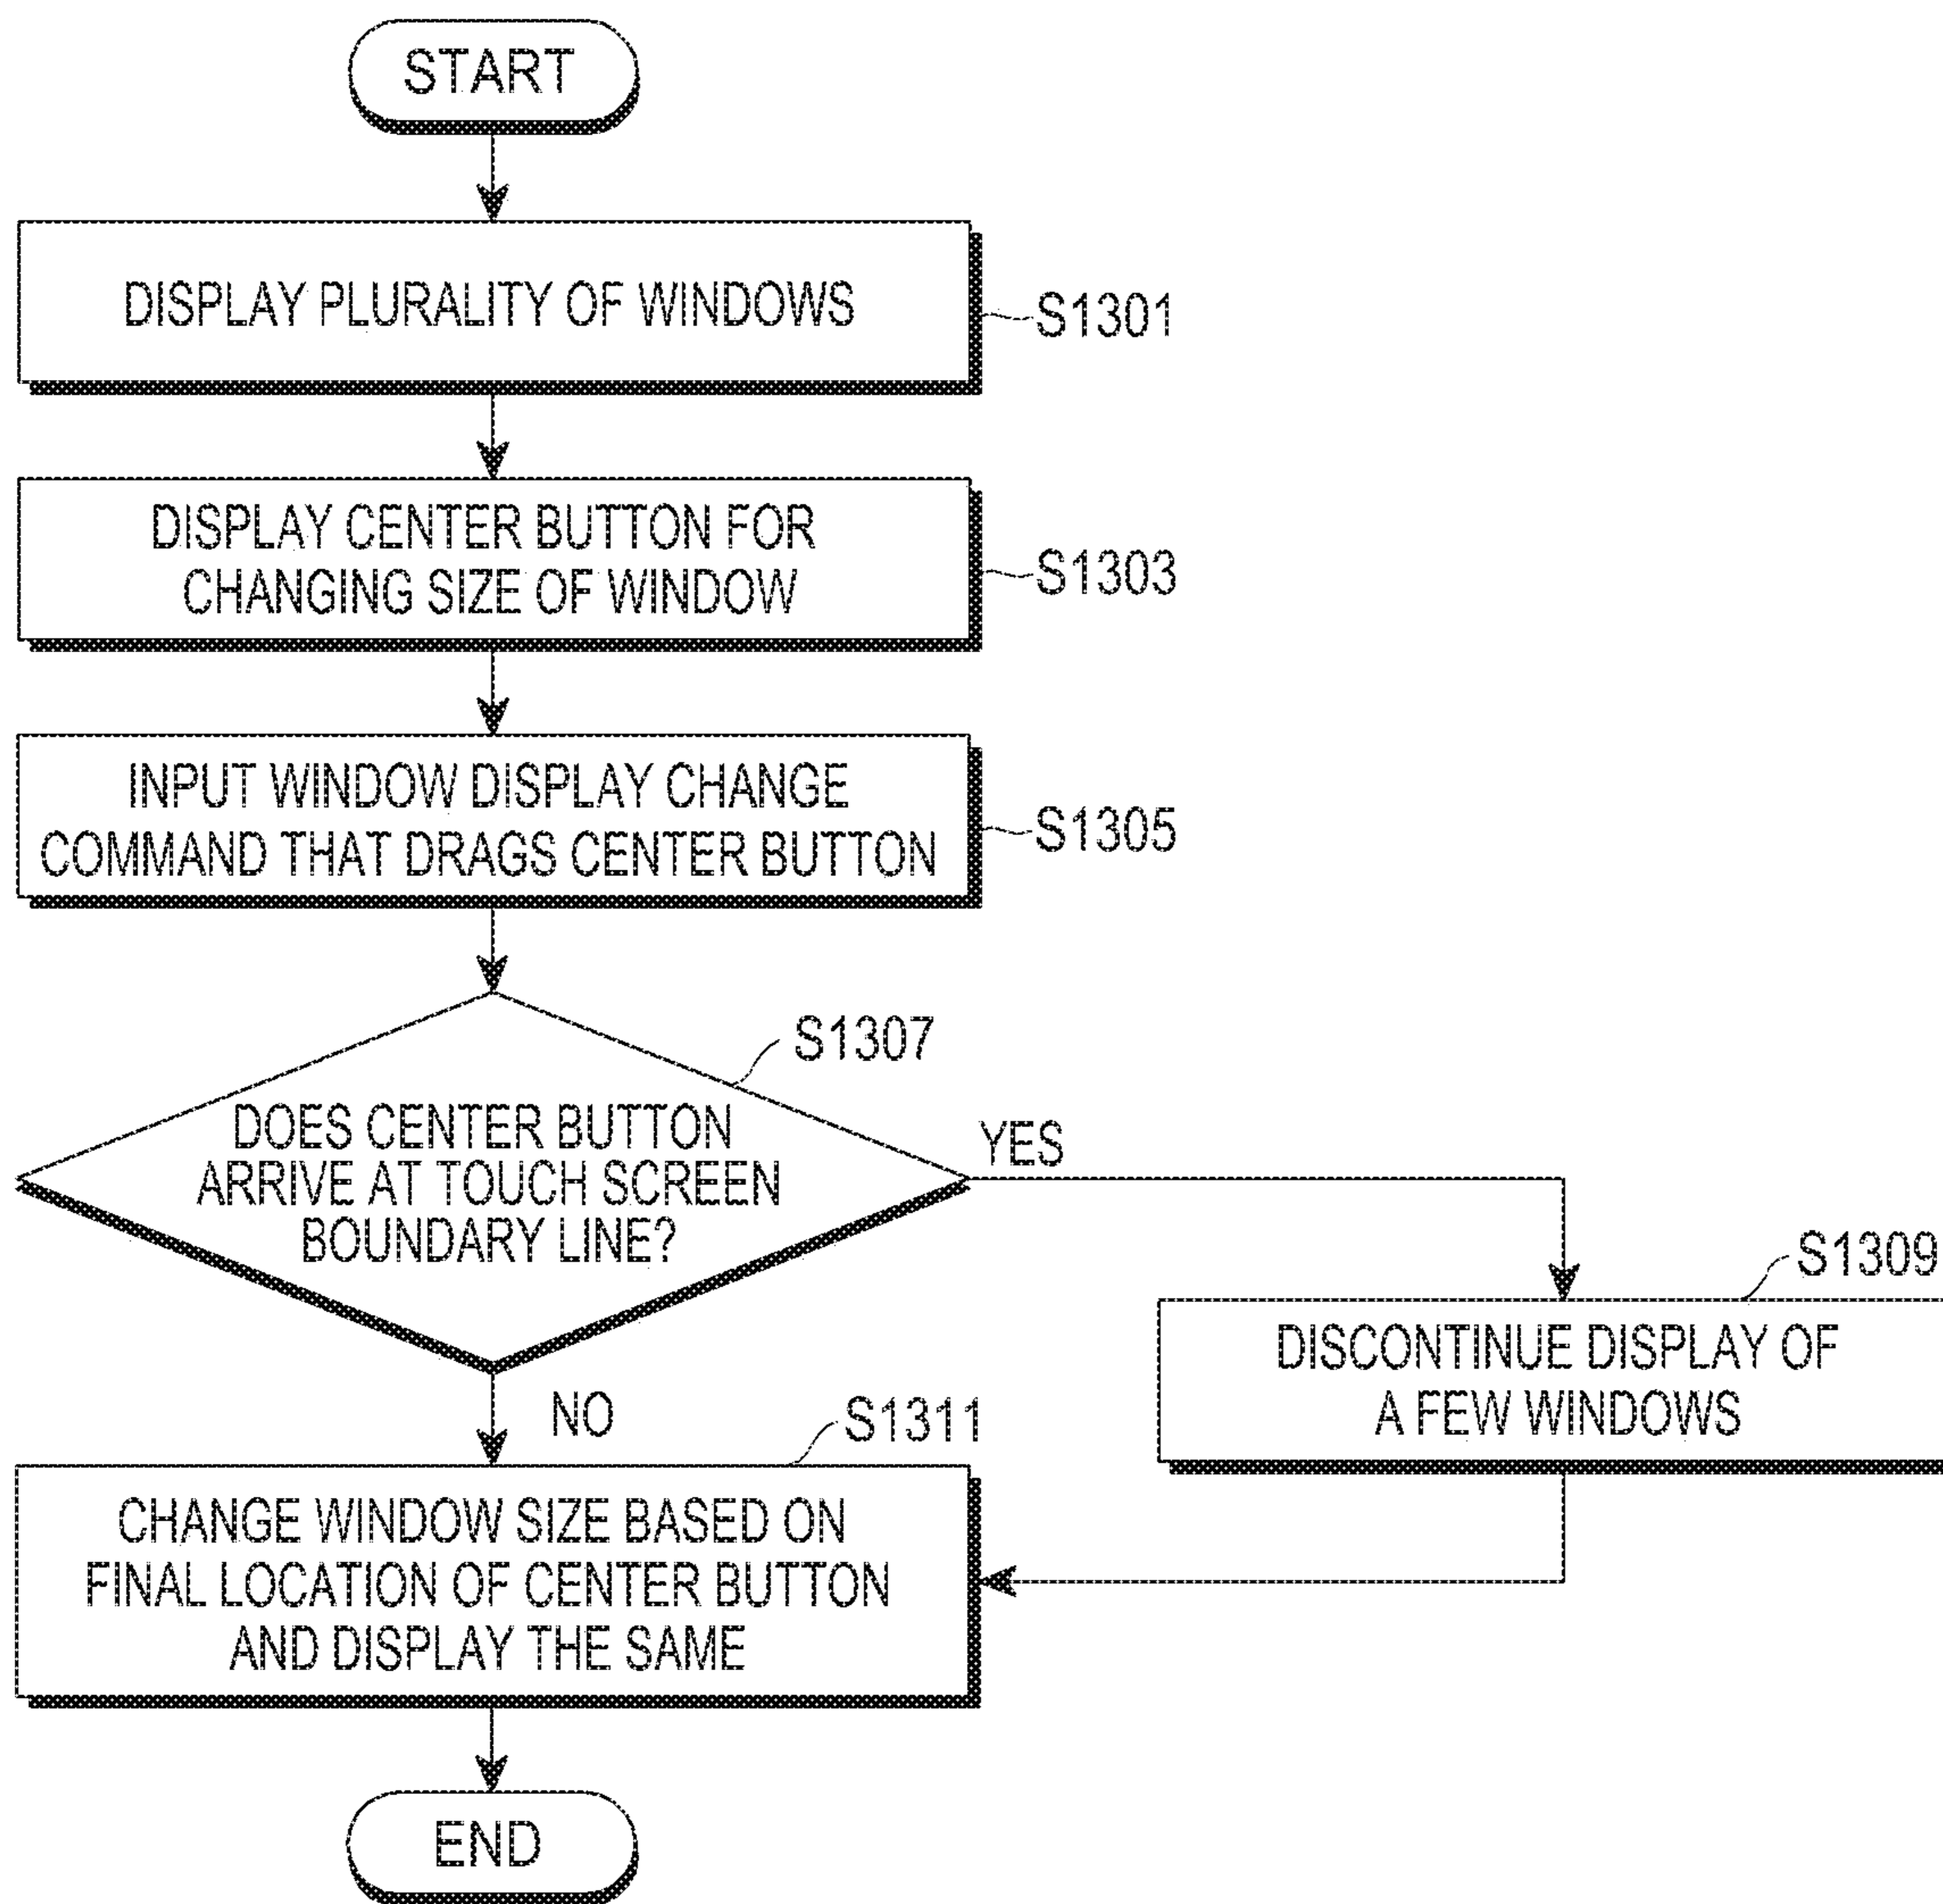 START
DISPLAY PLURALITY OF WINDOWS
S1301
DISPLAY CENTER BUTTON FOR
CHANGING SIZE OF WINDOW
S1303
INPUT WINDOW DISPLAY CHANGE
COMMAND THAT DRAGS CENTER BUTTON
S1305
S1307
DOES CENTER BUTTON
ARRIVE AT TOUCH SCREEN
BOUNDARY LINE?
YES
S1309
DISCONTINUE DISPLAY OF
A FEW WINDOWS
NO
S1311
CHANGE WINDOW SIZE BASED ON
FINAL LOCATION OF CENTER BUTTON
AND DISPLAY THE SAME
END